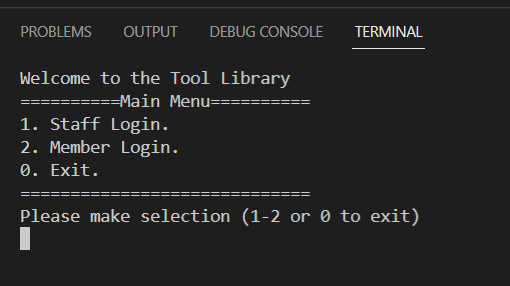 PROBLEMS OUTPUT DEBUG CONSOLE TERMINAL
Welcome to the Tool Library
==========Main Menu==========
1. Staff Login.
2. Member Login.
0. Exit.
=============================
Please make selection (1-2 or 0 to exit)